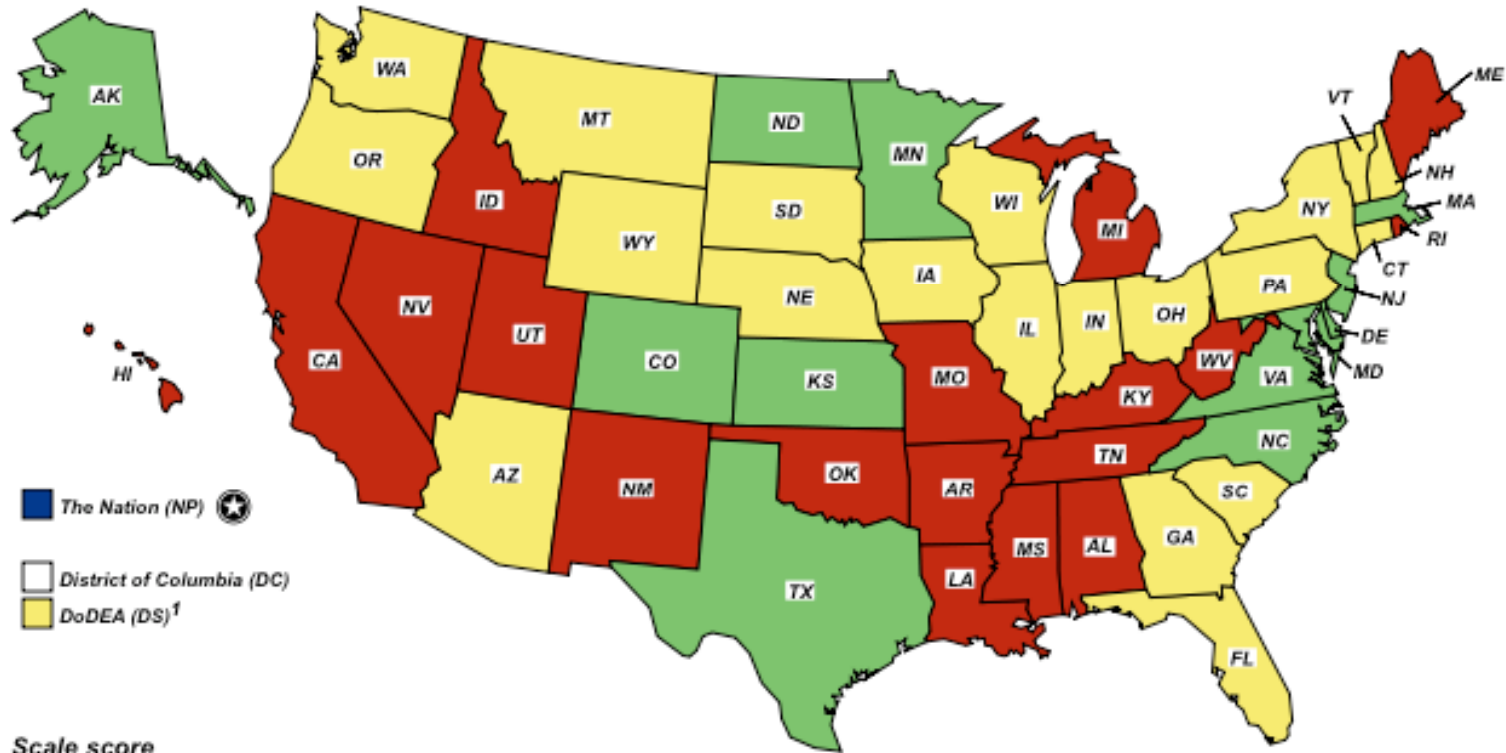 AK
WA
OR
CA
HI
ID
NV
UT
AZ
MT
WY
CO
NM
ND
SD
NE
KS
OK
TX
MN
IA
MO
AR
LA
WI
IL
MI
IN
OH
KY
TN
MS
AL
GA
FL
SC
NC
VA
WV
PA
NY
VT
ME
NH
MA
RI
CT
NJ
DE
MD
The Nation (NP)
District of Columbia (DC)
DoDEA (DS)¹
Scale score